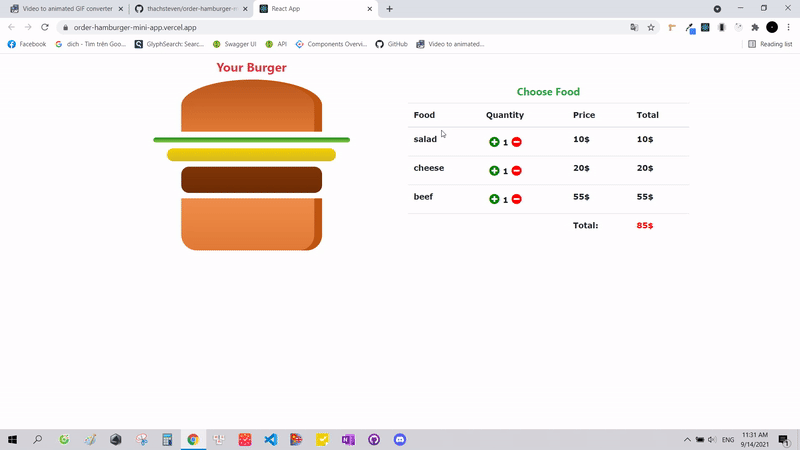 Video to animated GIF converter
thachsteven/order-hamburger-m
React App
order-hamburger-mini-app.vercel.app
Facebook
dich - Tìm trên Goo...
GlyphSearch: Searc...
Swagger UI
API
Components Overvi...
GitHub
Video to animated...
Reading list
Your Burger
Choose Food
Food Quantity Price Total
salad 1 10$ 10$
cheese 1 20$ 20$
beef 1 55$ 55$
Total: 85$
ENG
11:31 AM
9/14/2021